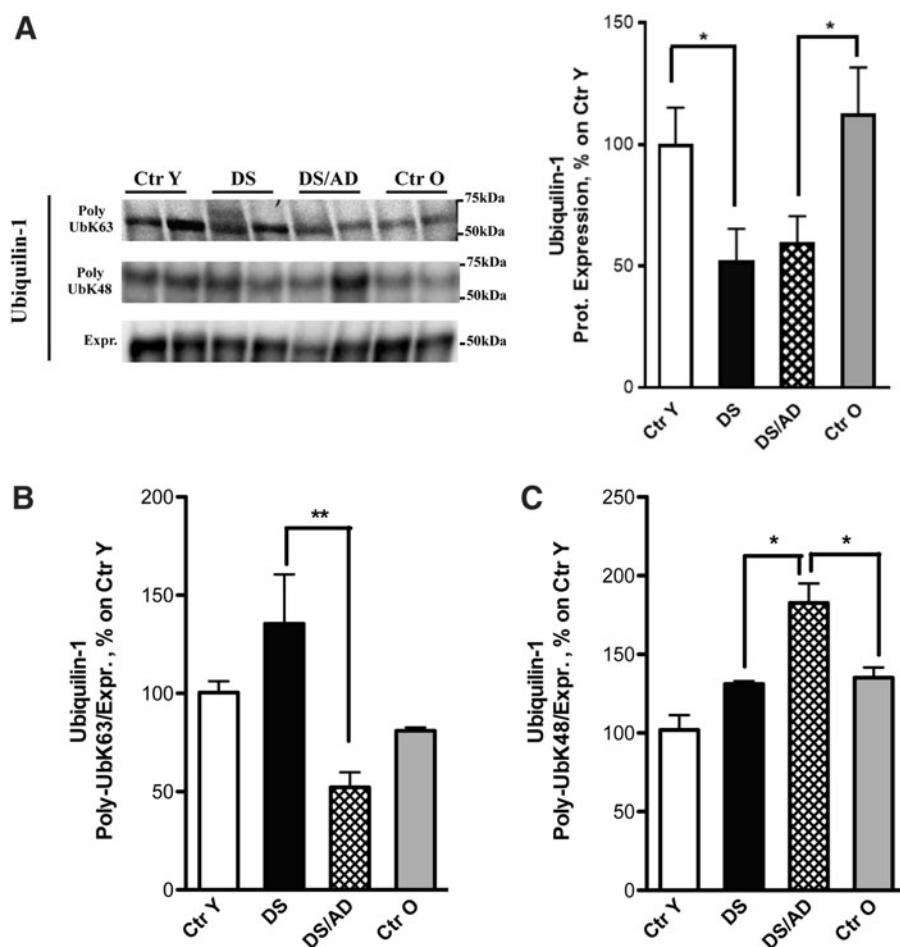 A
Ctr Y DS DS/AD Ctr O
Ubiquilin-1
Poly
UbK63
75kDa
50kDa
Poly
UbK48
75kDa
50kDa
Expr.
50kDa
Ubiquilin-1
Prot. Expression, % on Ctr Y
150
100
50
0
*
*
Ctr Y
DS
DS/AD
Ctr O
B
Ubiquilin-1
Poly-UbK63/Expr. , % on Ctr Y
200
150
100
50
0
**
Ctr Y
DS
DS/AD
Ctr O
C
Ubiquilin-1
Poly-UbK48/Expr. , % on Ctr Y
250
200
150
100
50
0
*
*
Ctr Y
DS
DS/AD
Ctr O